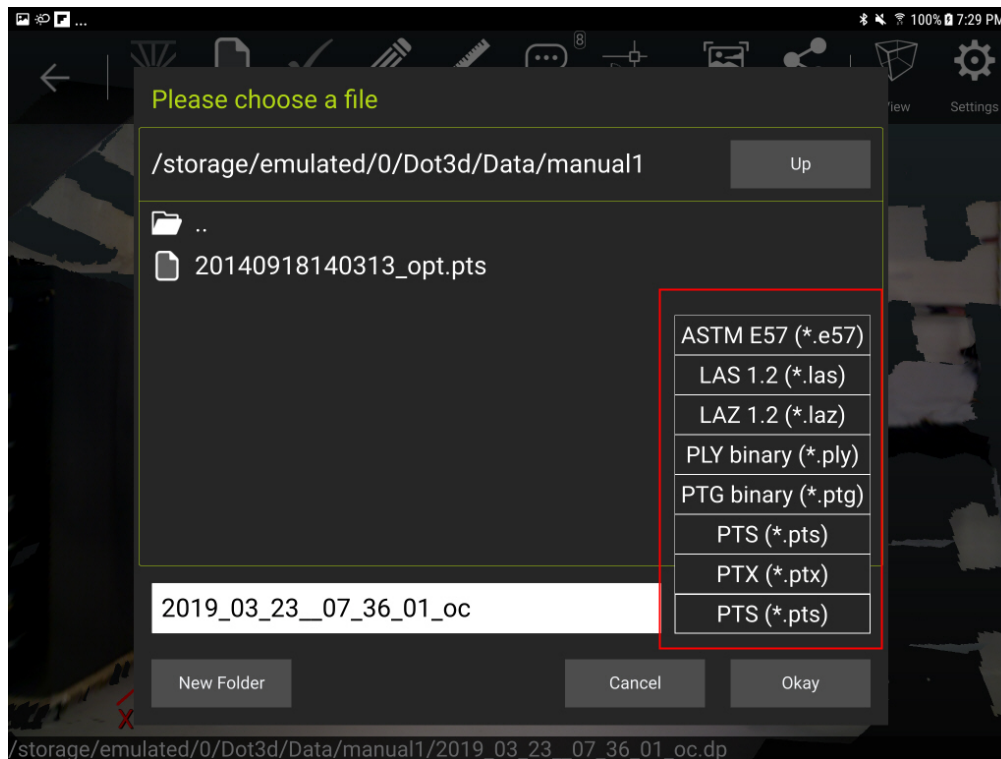 ... 100% 7:29 PM
8
View Settings
Please choose a file
/storage/emulated/0/Dot3d/Data/manual1 Up
..
20140918140313_opt.pts
ASTM E57 (*.e57)
LAS 1.2 (*.las)
LAZ 1.2 (*.laz)
PLY binary (*.ply)
PTG binary (*.ptg)
PTS (*.pts)
PTX (*.ptx)
2019_03_23__07_36_01_oc PTS (*.pts)
New Folder Cancel Okay
X
/storage/emulated/0/Dot3d/Data/manual1/2019_03_23__07_36_01_oc.dp